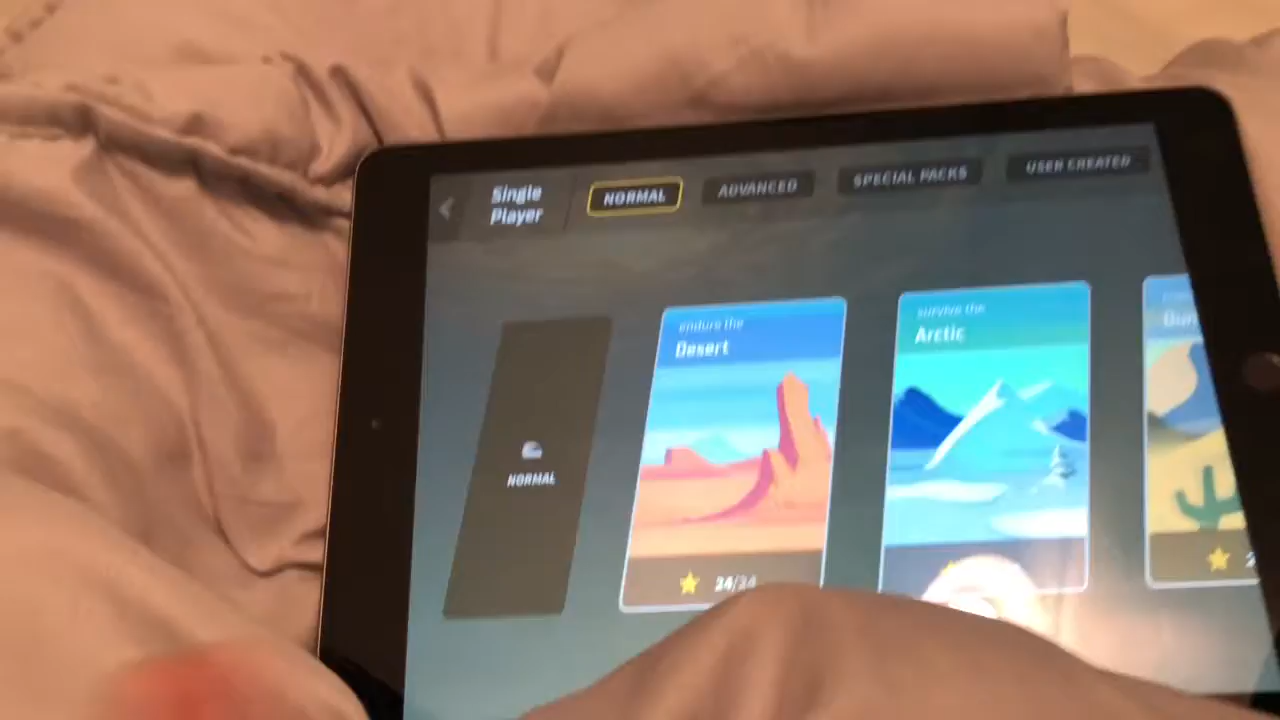 Single
Player
NORMAL
ADVANCED
SPECIAL PACKS
USER CREATED
NORMAL
endure the
Desert
24/24
survive the
Arctic